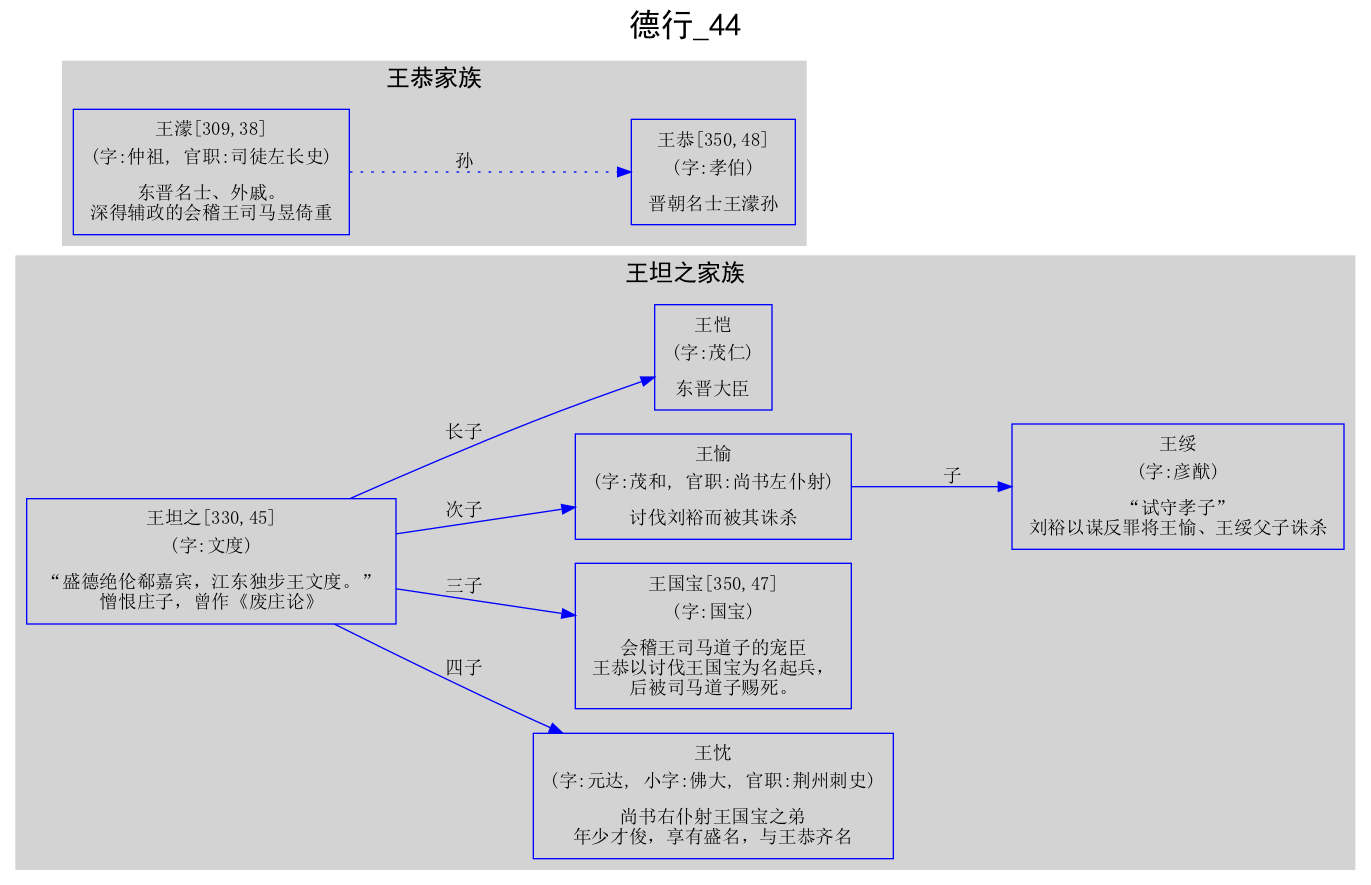 德行_44
王恭家族
王濛[309,38]
(字:仲祖, 官职:司徒左长史)
东晋名士、外戚。
深得辅政的会稽王司马昱倚重
孙
王恭[350,48]
(字:孝伯)
晋朝名士王濛孙
王坦之家族
王坦之[330,45]
(字:文度)
“盛德绝伦郗嘉宾，江东独步王文度。”
憎恨庄子，曾作《废庄论》
长子
次子
三子
四子
王恺
(字:茂仁)
东晋大臣
王愉
(字:茂和, 官职:尚书左仆射)
讨伐刘裕而被其诛杀
子
王绥
(字:彦猷)
“试守孝子”
刘裕以谋反罪将王愉、王绥父子诛杀
王国宝[350,47]
(字:国宝)
会稽王司马道子的宠臣
王恭以讨伐王国宝为名起兵，
后被司马道子赐死。
王忱
(字:元达, 小字:佛大, 官职:荆州刺史)
尚书右仆射王国宝之弟
年少才俊，享有盛名，与王恭齐名